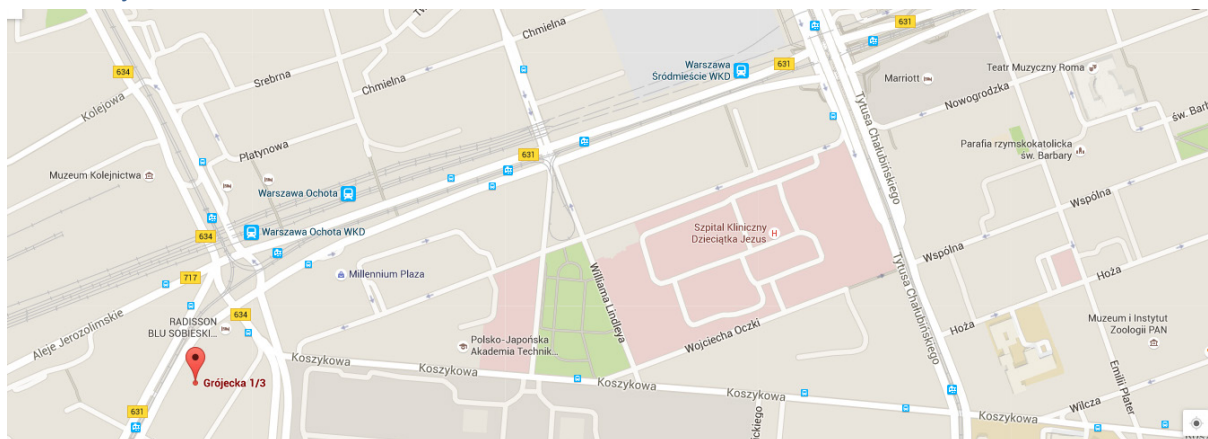 634
Srebrna
Kolejowa
Chmielna
Chmielna
Platynowa
Muzeum Kolejnictwa
Warszawa Ochota
Warszawa Ochota WKD
634
717
631
Warszawa
Śródmieście WKD
631
631
Marriott
Teatr Muzyczny Roma
Nowogrodzka
św. Barb
Parafia rzymskokatolicka
św. Barbary
Tytusa Chałubińskiego
Wspólna
Wspólna
Szpital Kliniczny
Dzieciątka Jezus
H
Millennium Plaza
Williama Lindleya
Tytusa Chałubińskiego
Hoża
Hoża
Aleje Jerozolimskie
RADISSON
BLU SOBIESKI...
634
Grójecka 1/3
631
Polsko-Japońska
Akademia Technik...
Wojciecha Oczki
Muzeum i Instytut
Zoologii PAN
Koszykowa
Koszykowa
Koszykowa
Koszykowa
Emilii Plater
Wilcza
ickiego